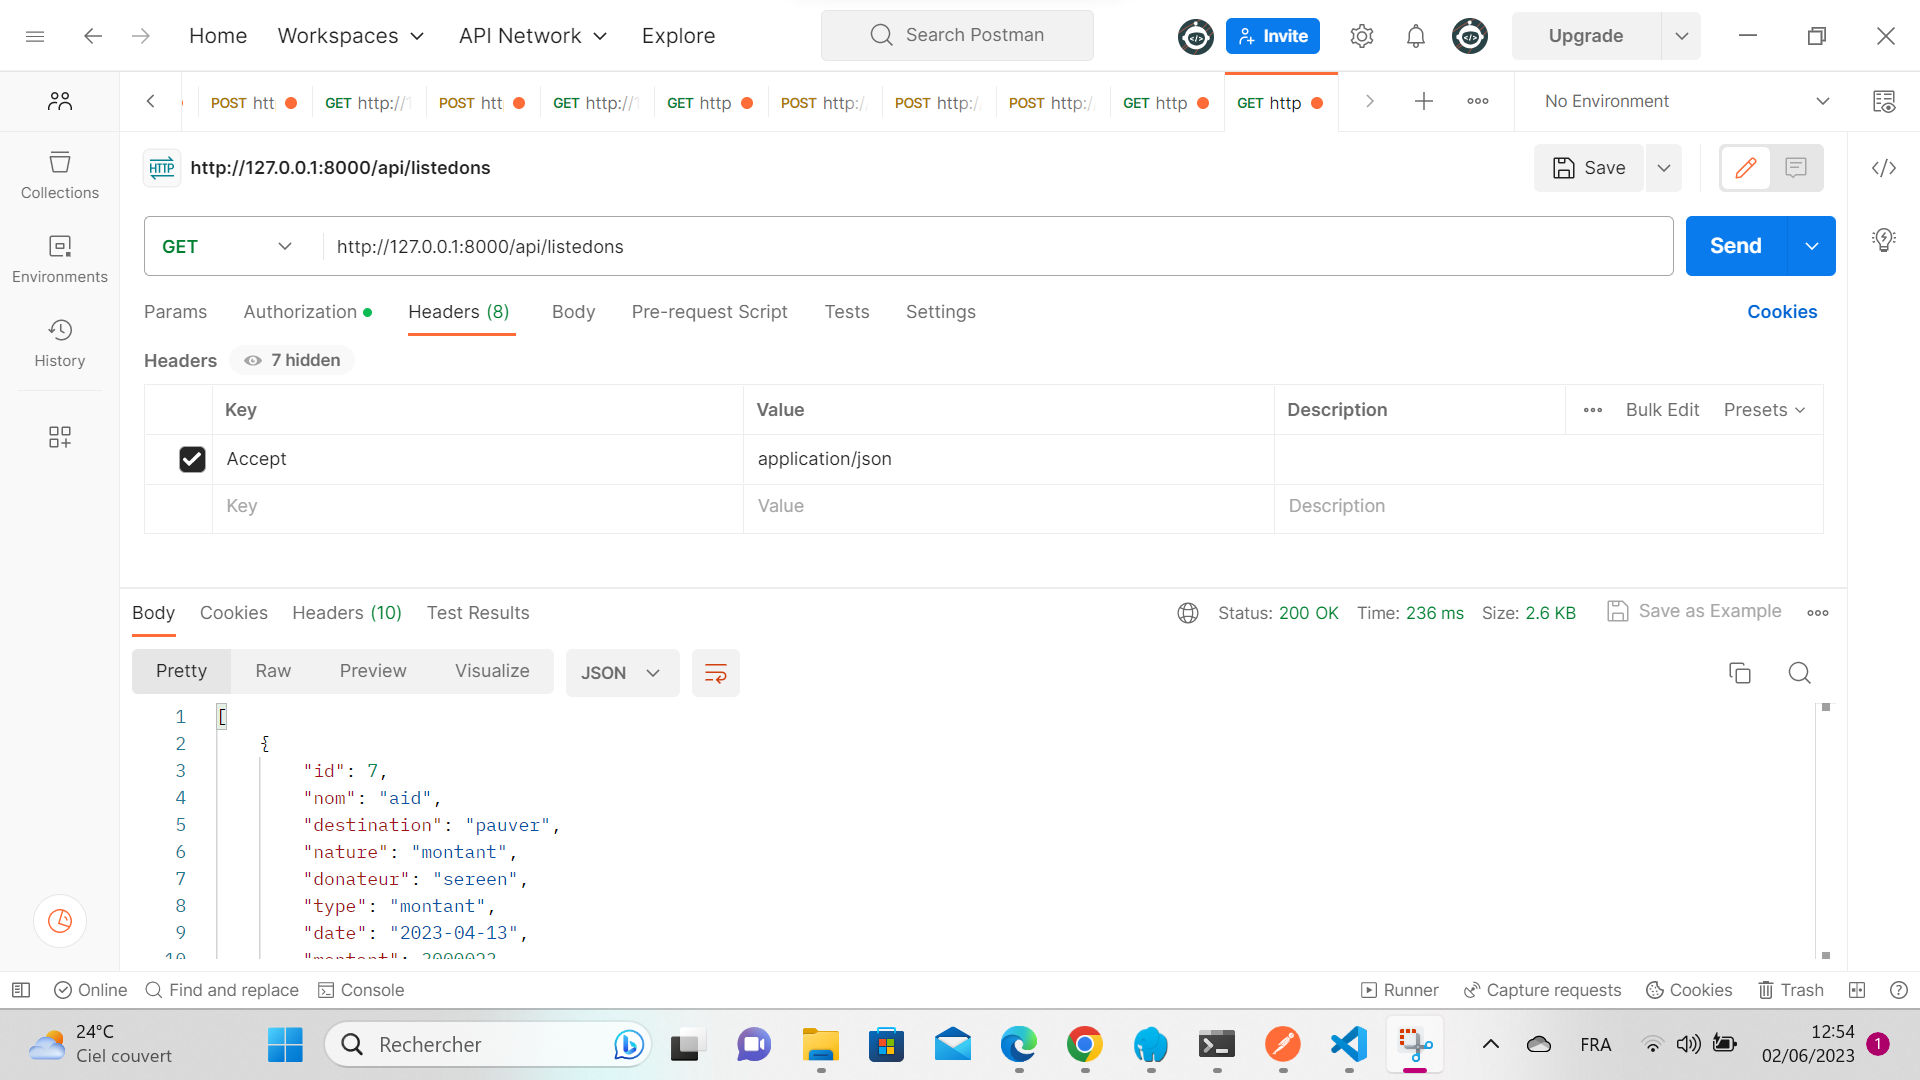 Home Workspaces API Network Explore Search Postman Invite Upgrade
POST htt GET http://1 POST htt GET http://1 GET http POST http:/ POST http:/ POST http:/ GET http GET http No Environment
HTTP http://127.0.0.1:8000/api/listedons Save
Collections
GET http://127.0.0.1:8000/api/listedons Send
Environments
Params Authorization Headers (8) Body Pre-request Script Tests Settings Cookies
History
Headers 7 hidden
Key Value Description Bulk Edit Presets
Accept application/json
Key Value Description
Body Cookies Headers (10) Test Results Status: 200 OK Time: 236 ms Size: 2.6 KB Save as Example
Pretty Raw Preview Visualize JSON
1 [
2 {
3 "id": 7,
4 "nom": "aid",
5 "destination": "pauver",
6 "nature": "montant",
7 "donateur": "sereen",
8 "type": "montant",
9 "date": "2023-04-13",
10 "montant": 2000023
Online Find and replace Console Runner Capture requests Cookies Trash
24°C
Ciel couvert
Rechercher
FRA
12:54
02/06/2023
1